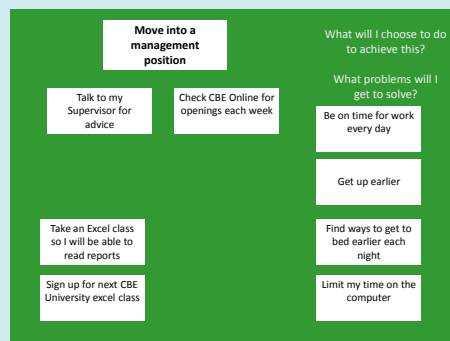 Move into a
management
position
What will I choose to do
to achieve this?
What problems will I
get to solve?
Talk to my
Supervisor for
advice
Check CBE Online for
openings each week
Be on time for work
every day
Get up earlier
Take an Excel class
so I will be able to
read reports
Find ways to get to
bed earlier each
night
Sign up for next CBE
University excel class
Limit my time on the
computer